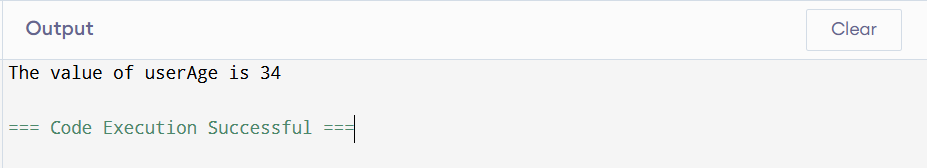 Output
Clear
The value of userAge is 34
=== Code Execution Successful ===